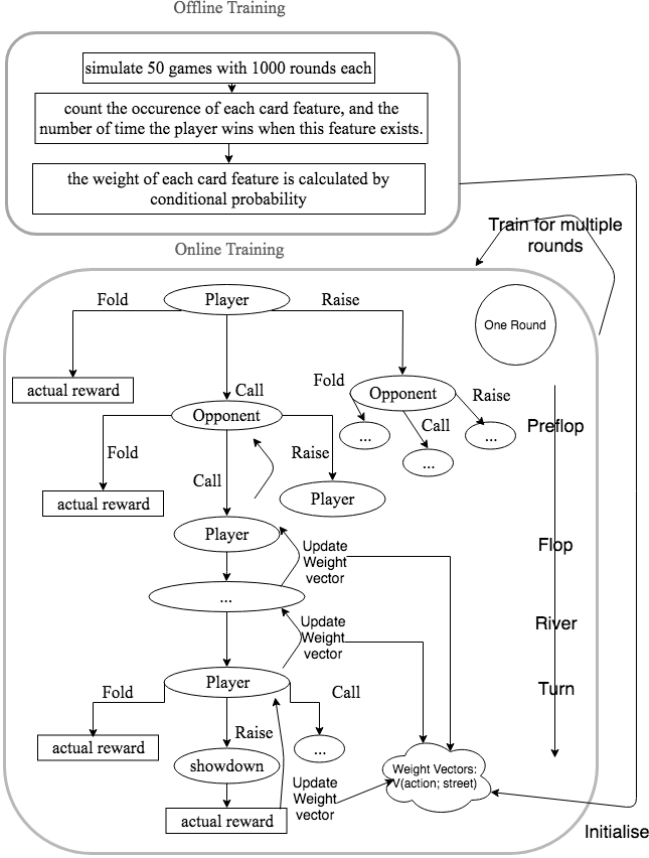 Offline Training
simulate 50 games with 1000 rounds each
count the occurence of each card feature, and the
number of time the player wins when this feature exists.
the weight of each card feature is calculated by
conditional probability
Online Training
Train for multiple
rounds
Fold
Player
Raise
One Round
actual reward
Call
Fold
Opponent
Raise
Opponent
...
Call
...
Preflop
Fold
Raise
...
Call
actual reward
Player
Player
Update
Weight
vector
Flop
...
Update
Weight
vector
River
Fold
Player
Call
Turn
Raise
actual reward
...
showdown
Weight Vectors:
V(action; street)
Update
Weight
vector
actual reward
Initialise